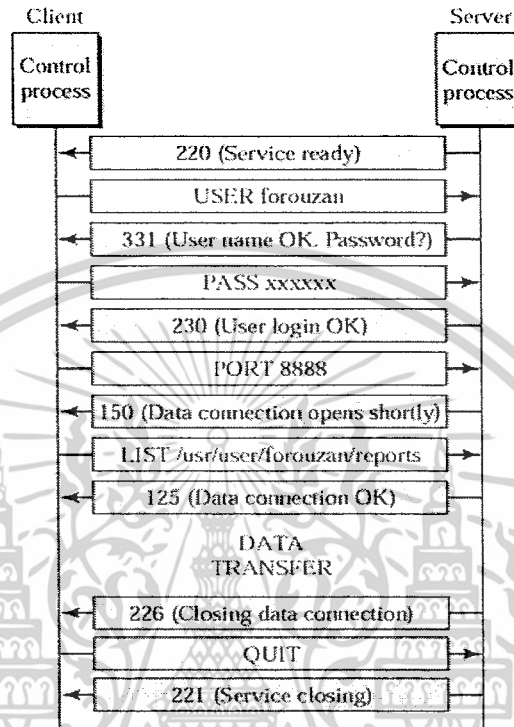 Client
Server
Control
process
Control
process
220 (Service ready)
USER forouzan
331 (User name OK. Password?)
PASS xxxxxx
230 (User login OK)
PORT 8888
150 (Data connection opens shortly)
LIST /usr/user/forouzan/reports
125 (Data connection OK)
DATA
TRANSFER
226 (Closing data connection)
QUIT
221 (Service closing)